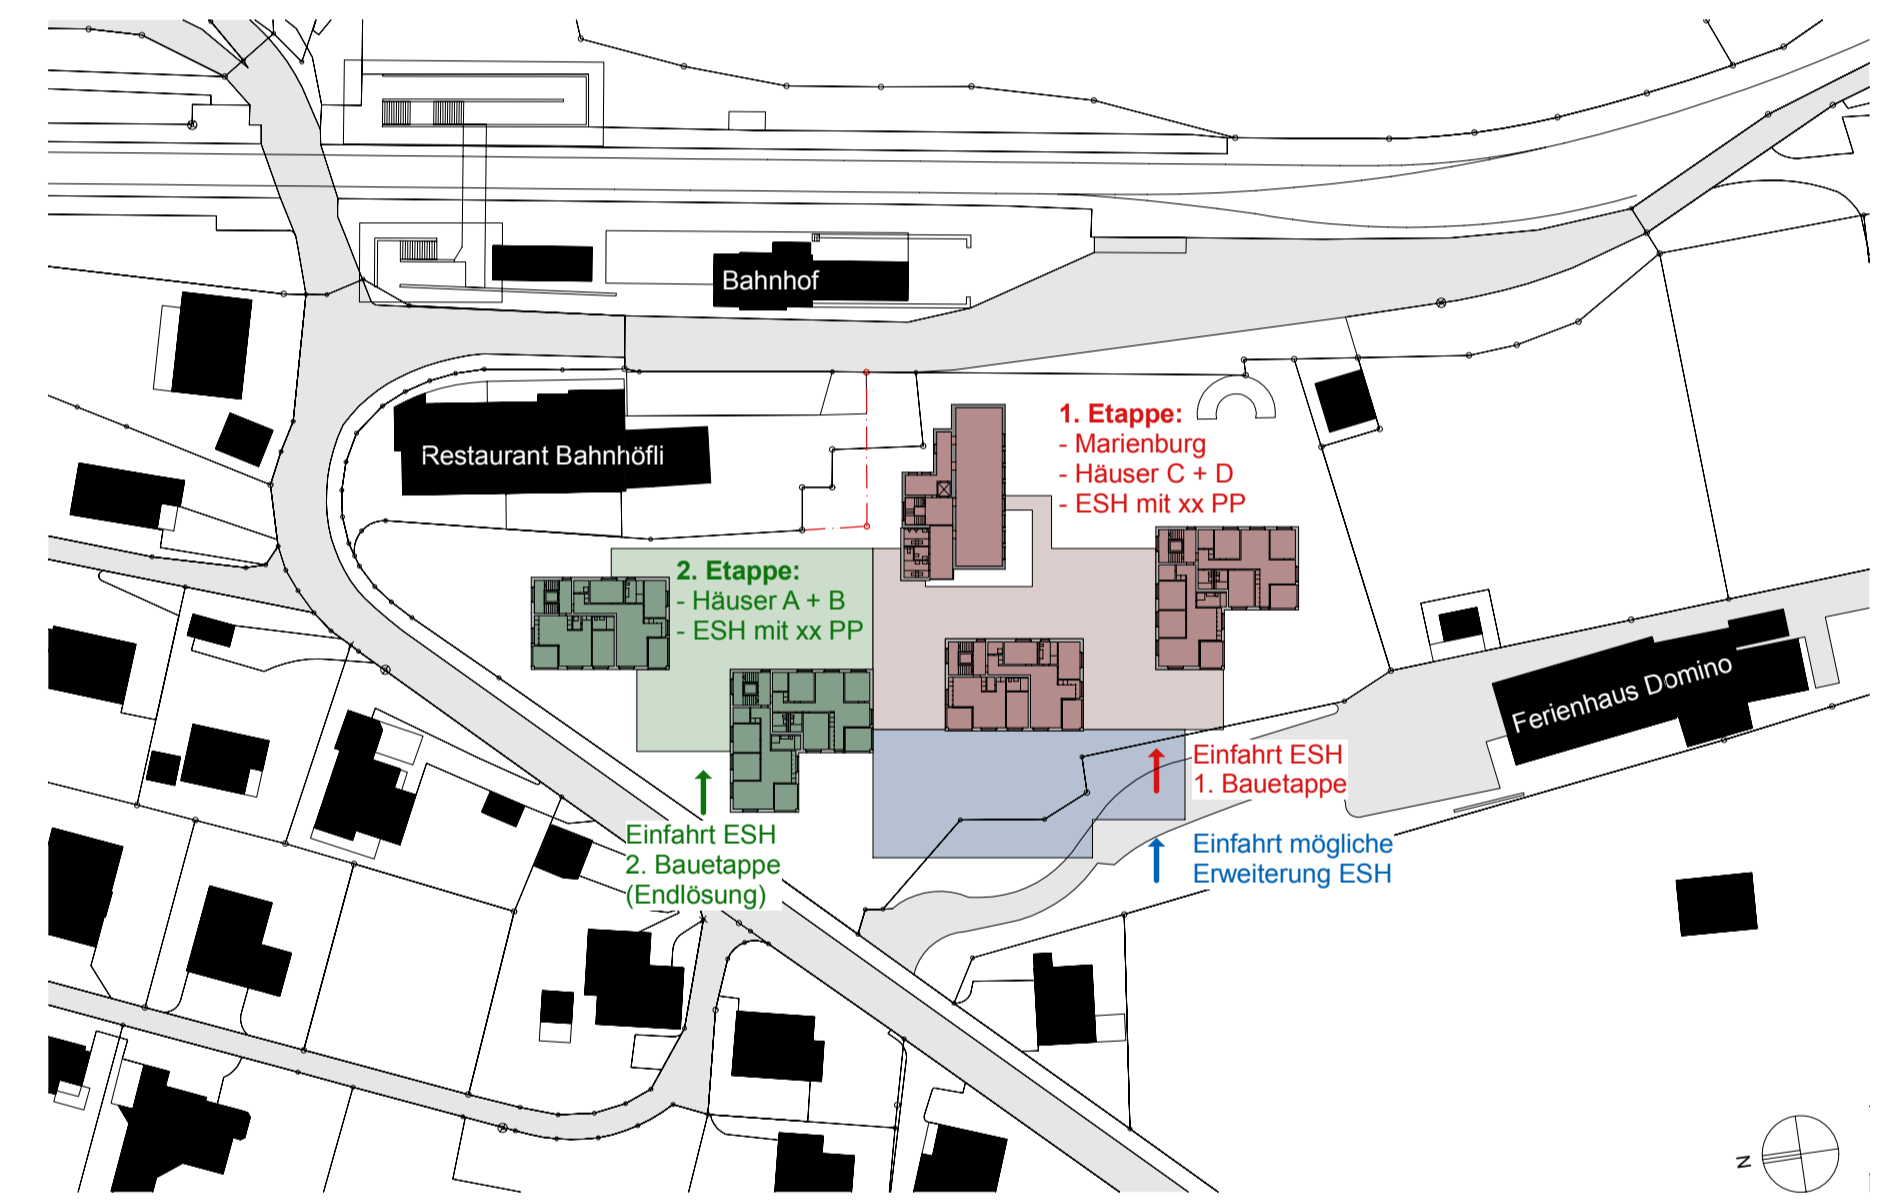 Bahnhof
Restaurant Bahnhöfli
1. Etappe:
- Marienburg
- Häuser C + D
- ESH mit xx PP
2. Etappe:
- Häuser A + B
- ESH mit xx PP
Ferienhaus Domino
Einfahrt ESH
1. Bauetappe
Einfahrt ESH
2. Bauetappe
(Endlösung)
Einfahrt mögliche
Erweiterung ESH
N